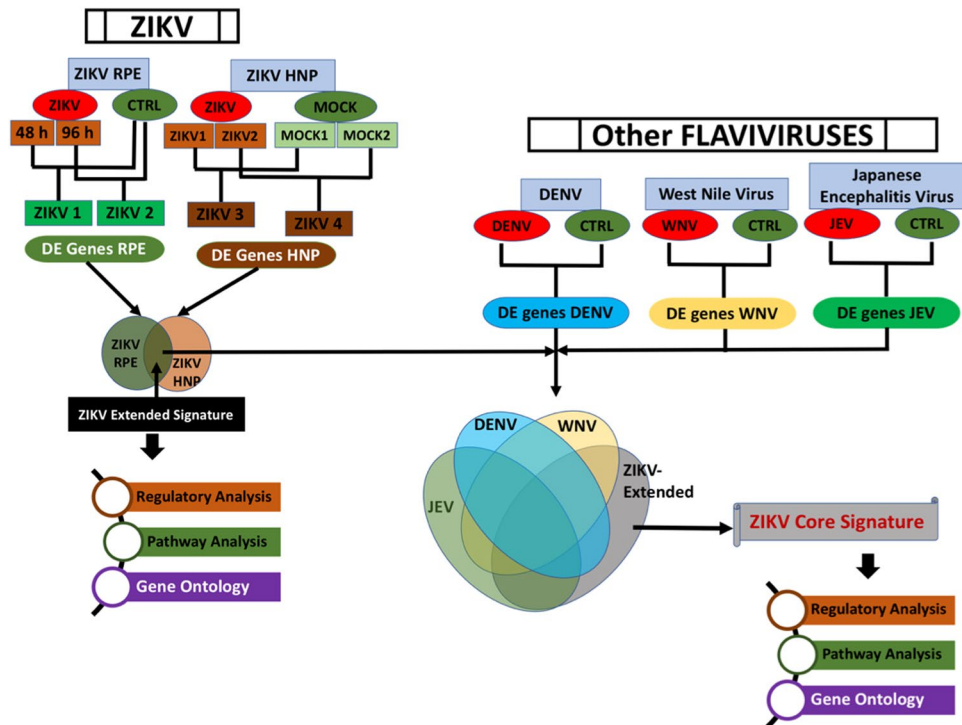 ZIKV
ZIKV RPE
ZIKV HNP
ZIKV
CTRL
ZIKV
MOCK
48 h
96 h
ZIKV1
ZIKV2
MOCK1
MOCK2
ZIKV 1
ZIKV 2
ZIKV 3
ZIKV 4
DE Genes RPE
DE Genes HNP
ZIKV
RPE
ZIKV
HNP
ZIKV Extended Signature
Regulatory Analysis
Pathway Analysis
Gene Ontology
Other FLAVIVIRUSES
DENV
West Nile Virus
Japanese
Encephalitis Virus
DENV
CTRL
WNV
CTRL
JEV
CTRL
DE genes DENV
DE genes WNV
DE genes JEV
DENV
WNV
JEV
ZIKV-
Extended
ZIKV Core Signature
Regulatory Analysis
Pathway Analysis
Gene Ontology